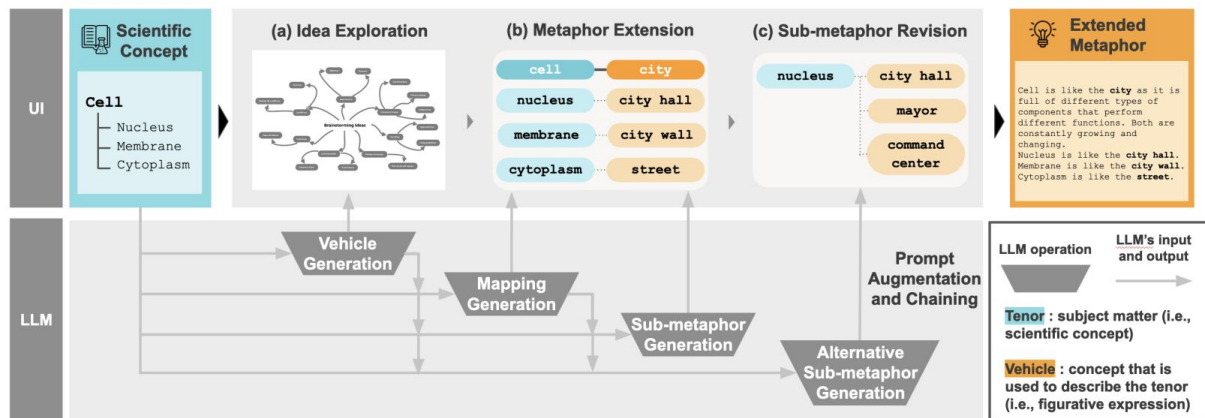 UI
Scientific
Concept
Cell
Nucleus
Membrane
Cytoplasm
(a) Idea Exploration
Brainstorming Ideas
(b) Metaphor Extension
cell city
nucleus city hall
membrane city wall
cytoplasm street
(c) Sub-metaphor Revision
nucleus city hall
mayor
command
center
Extended
Metaphor
Cell is like the city as it is
full of different types of
components that perform
different functions. Both are
constantly growing and
changing.
Nucleus is like the city hall.
Membrane is like the city wall.
Cytoplasm is like the street.
LLM
Vehicle
Generation
Mapping
Generation
Sub-metaphor
Generation
Alternative
Sub-metaphor
Generation
Prompt
Augmentation
and Chaining
LLM operation
LLM's input
and output
Tenor : subject matter (i.e.,
scientific concept)
Vehicle : concept that is
used to describe the tenor
(i.e., figurative expression)